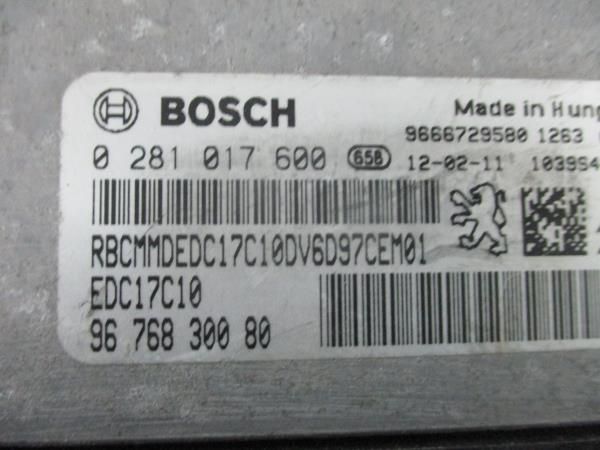 BOSCH
Made in Hung
9666729580 1263
0 281 017 600 658
12-02-11 1039S4
RBCMMDEDC17C10DV6D97CEM01
EDC17C10
96 768 300 80